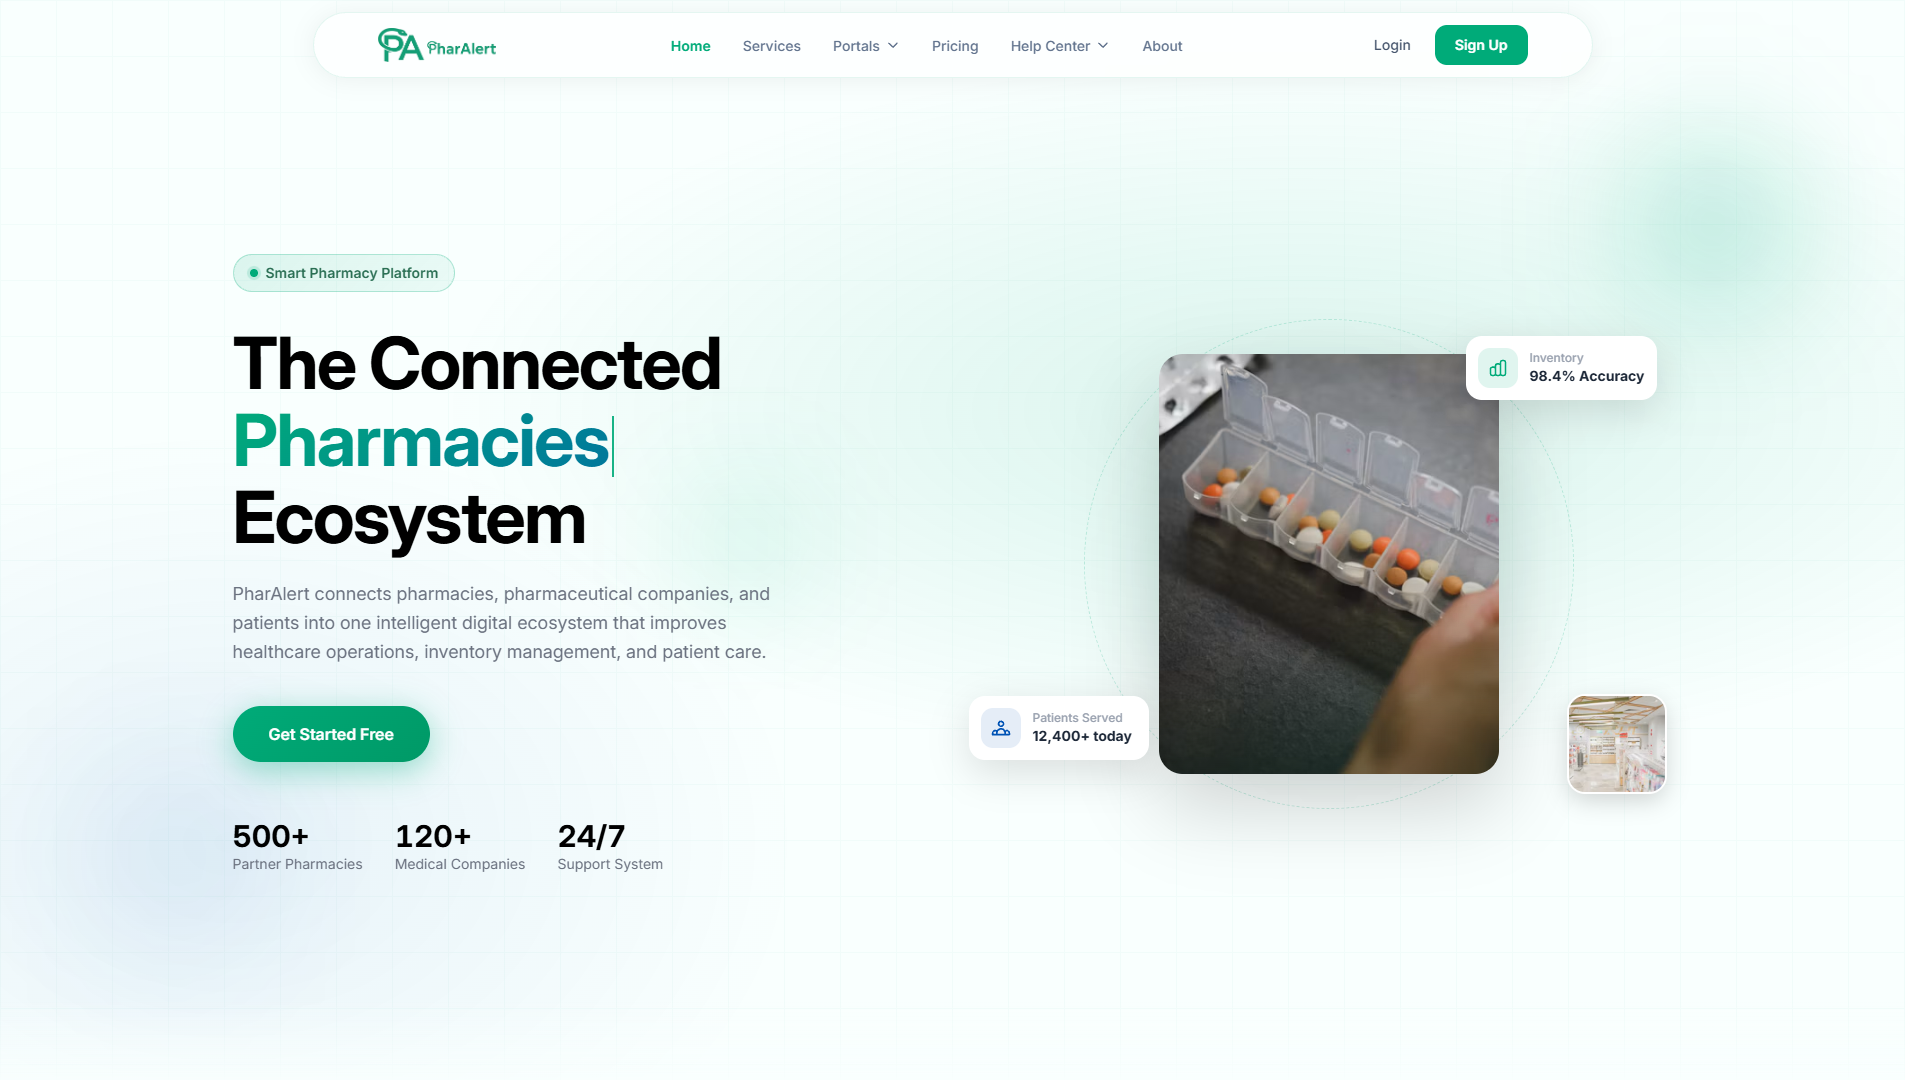 PA PharAlert
Home
Services
Portals
Pricing
Help Center
About
Login
Sign Up
Smart Pharmacy Platform
The Connected
Pharmacies
Ecosystem
PharAlert connects pharmacies, pharmaceutical companies, and
patients into one intelligent digital ecosystem that improves
healthcare operations, inventory management, and patient care.
Get Started Free
500+
Partner Pharmacies
120+
Medical Companies
24/7
Support System
Inventory
98.4% Accuracy
Patients Served
12,400+ today